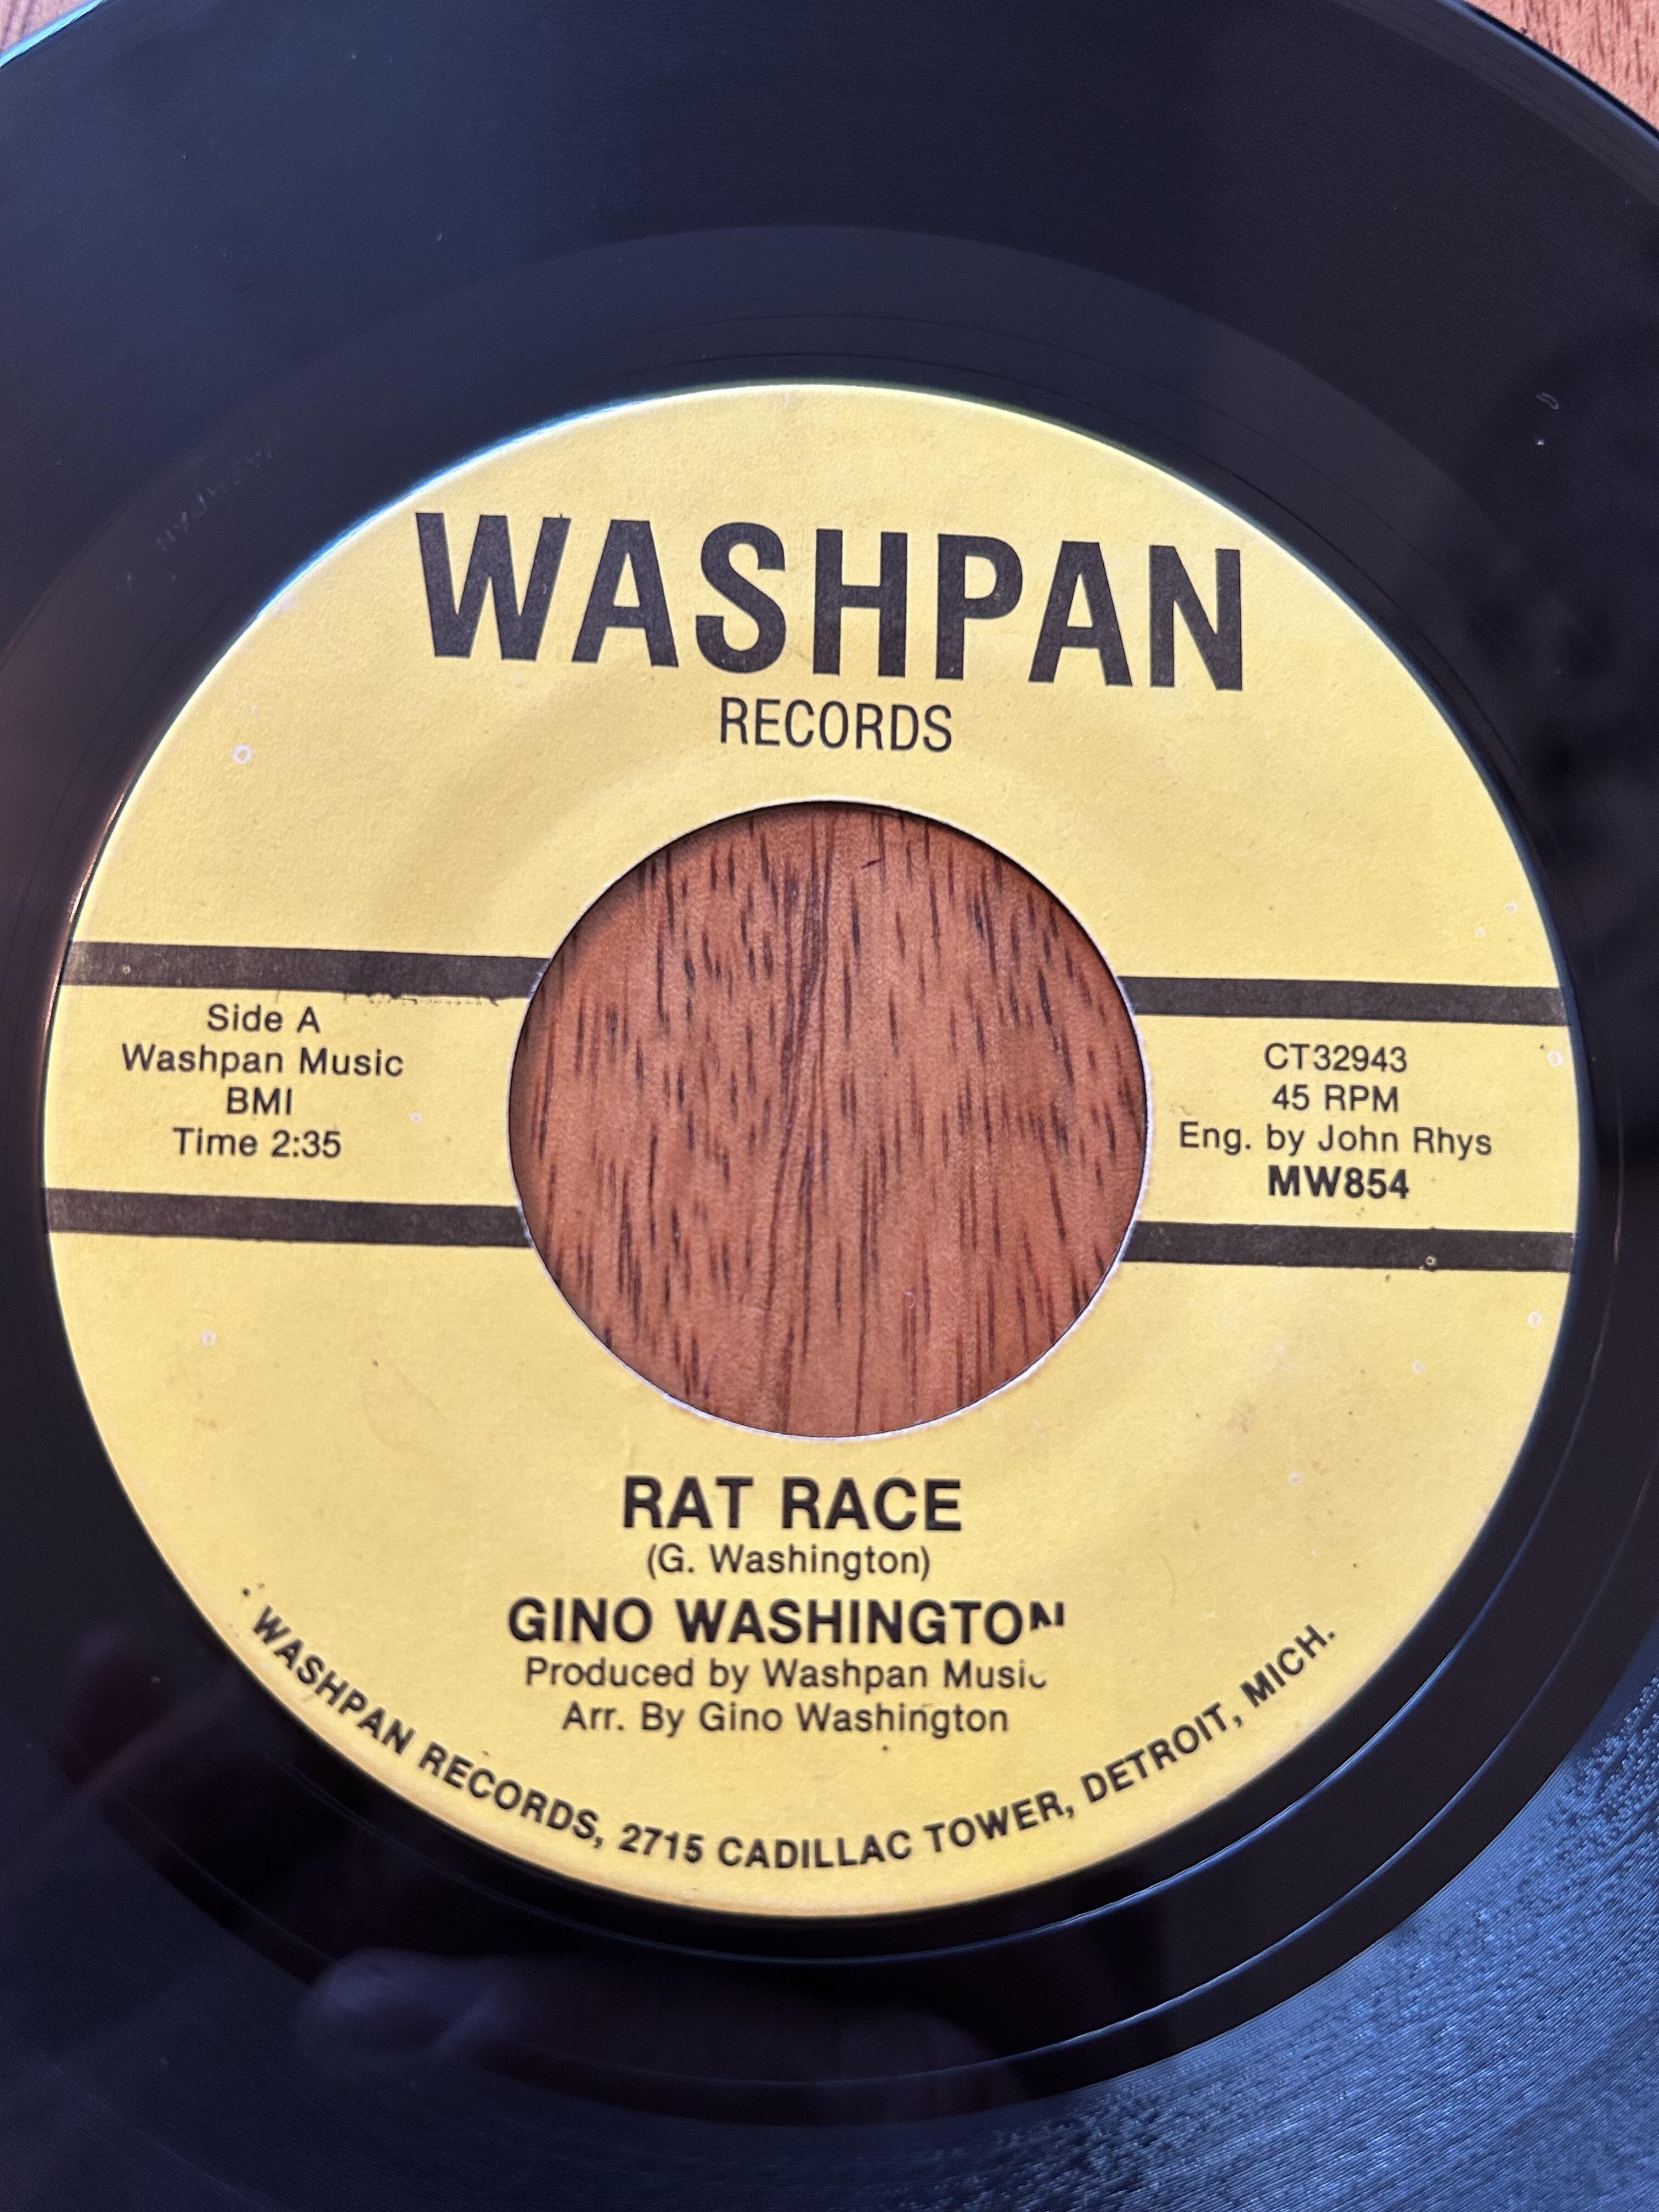 WASHPAN
RECORDS
Side A
Washpan Music
BMI
Time 2:35
CT32943
45 RPM
Eng. by John Rhys
MW854
RAT RACE
(G. Washington)
GINO WASHINGTON
Produced by Washpan Music
Arr. By Gino Washington
WASHPAN RECORDS, 2715 CADILLAC TOWER, DETROIT, MICH.